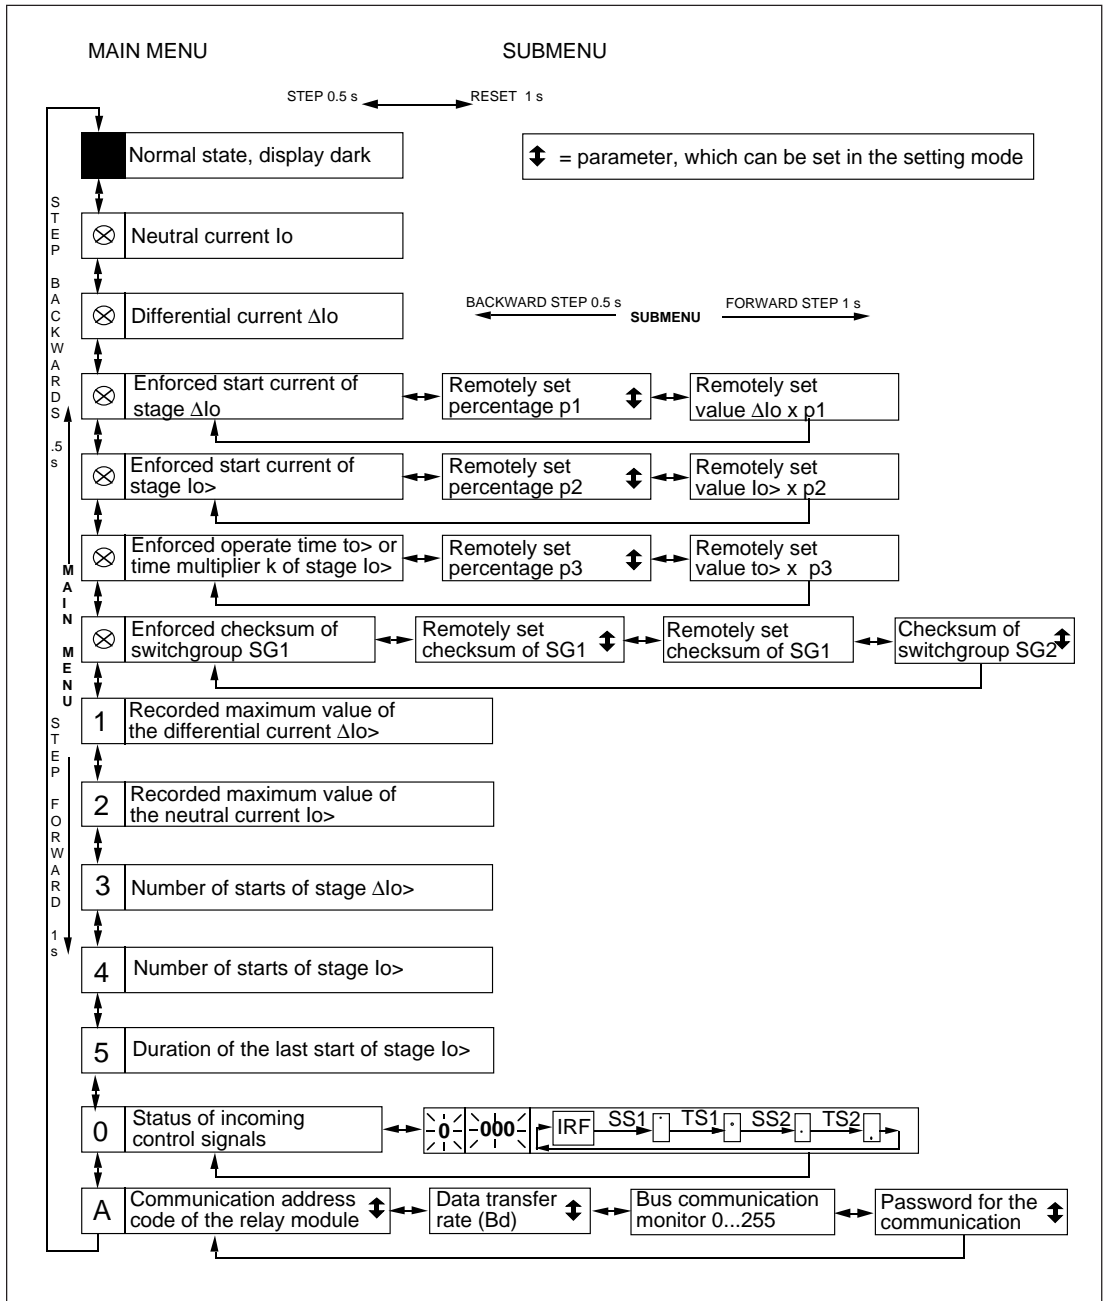 MAIN MENU
SUBMENU
STEP 0.5 s
RESET 1 s
Normal state, display dark
= parameter, which can be set in the setting mode
STEP BACKWARDS .5 s
MAIN MENU
STEP FORWARD 1 s
Neutral current Io
Differential current ΔIo
BACKWARD STEP 0.5 s
SUBMENU
FORWARD STEP 1 s
Enforced start current of
stage ΔIo
Remotely set
percentage p1
Remotely set
value ΔIo x p1
Enforced start current of
stage Io>
Remotely set
percentage p2
Remotely set
value Io> x p2
Enforced operate time to> or
time multiplier k of stage Io>
Remotely set
percentage p3
Remotely set
value to> x p3
Enforced checksum of
switchgroup SG1
Remotely set
checksum of SG1
Remotely set
checksum of SG1
Checksum of
switchgroup SG2
1
Recorded maximum value of
the differential current ΔIo>
2
Recorded maximum value of
the neutral current Io>
3
Number of starts of stage ΔIo>
4
Number of starts of stage Io>
5
Duration of the last start of stage Io>
0
Status of incoming
control signals
0
000
IRF
SS1
TS1
SS2
TS2
A
Communication address
code of the relay module
Data transfer
rate (Bd)
Bus communication
monitor 0...255
Password for the
communication